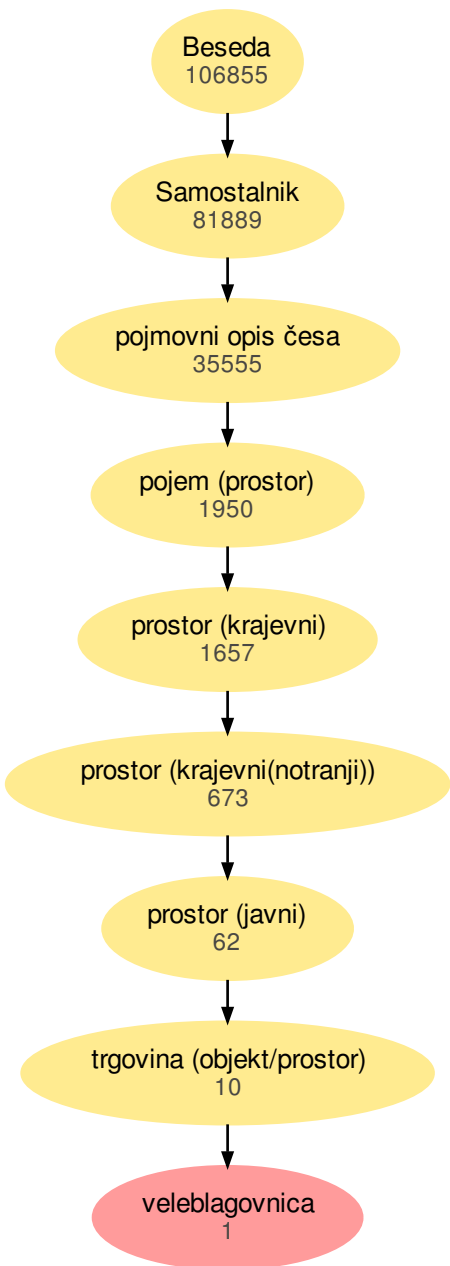 Beseda
106855
Samostalnik
81889
pojmovni opis česa
35555
pojem (prostor)
1950
prostor (krajevni)
1657
prostor (krajevni(notranji))
673
prostor (javni)
62
trgovina (objekt/prostor)
10
veleblagovnica
1